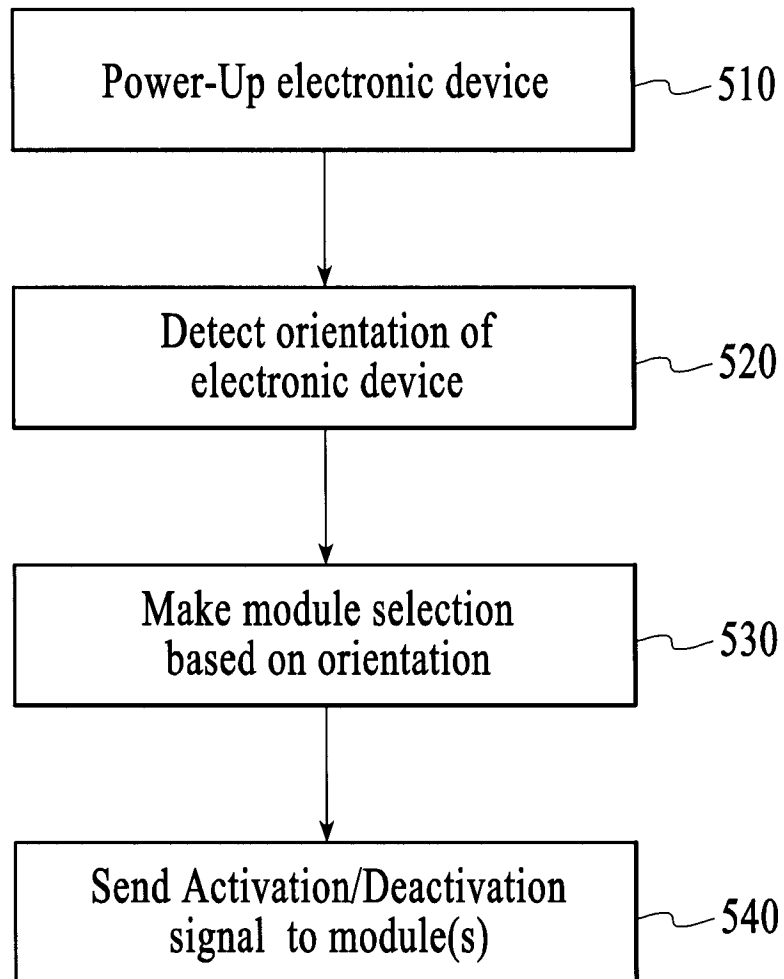 Power-Up electronic device
510
Detect orientation of
electronic device
520
Make module selection
based on orientation
530
Send Activation/Deactivation
signal to module(s)
540